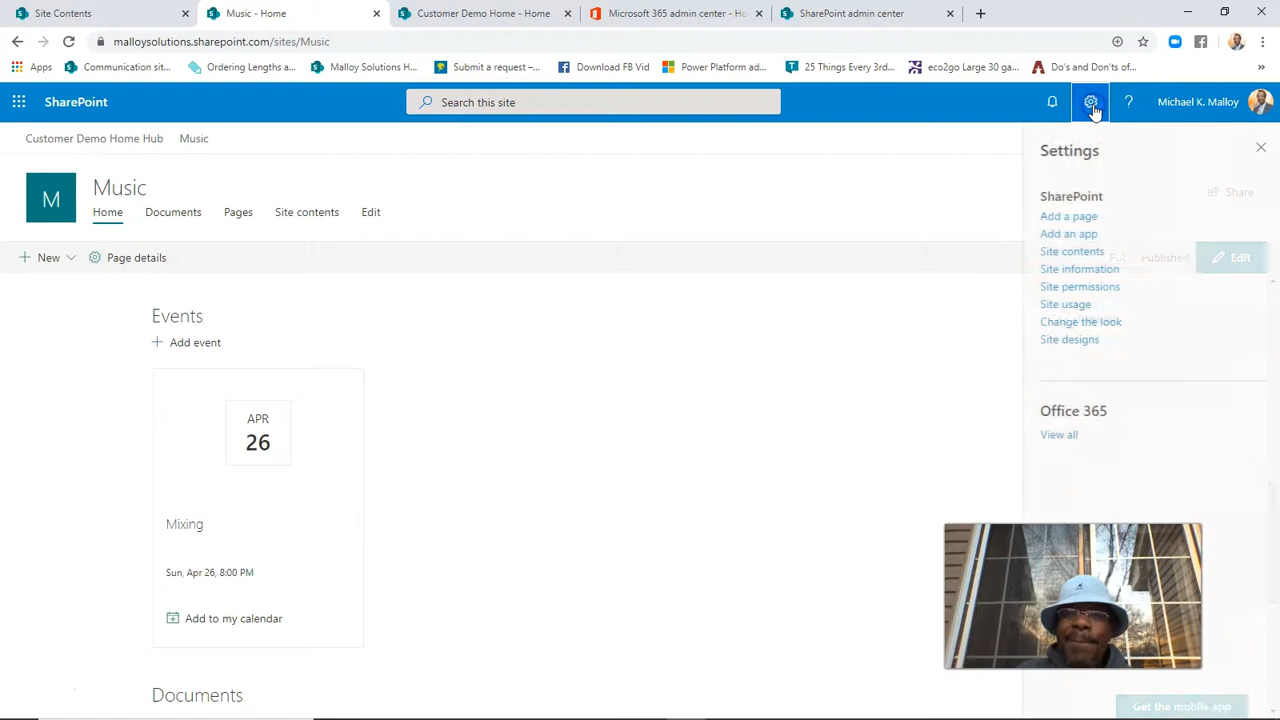 Site Contents
Music - Home
Customer Demo Home - Home
Microsoft 365 admin center - Ho
SharePoint admin center
malloysolutions.sharepoint.com/sites/Music
Apps
Communication sit...
Ordering Lengths a...
Malloy Solutions H...
Submit a request –...
Download FB Vid
Power Platform ad...
25 Things Every 3rd...
eco2go Large 30 ga...
Do's and Don'ts of...
»
SharePoint
Search this site
?
Michael K. Malloy
Customer Demo Home Hub
Music
Settings
M
Music
Share
Home
Documents
Pages
Site contents
Edit
SharePoint
Add a page
Add an app
Site contents
Site information
Site permissions
Site usage
Change the look
Site designs
New
Page details
Pub
Published
Edit
Events
Add event
APR
26
Mixing
Sun, Apr 26, 8:00 PM
Add to my calendar
Office 365
View all
Documents
Get the mobile app